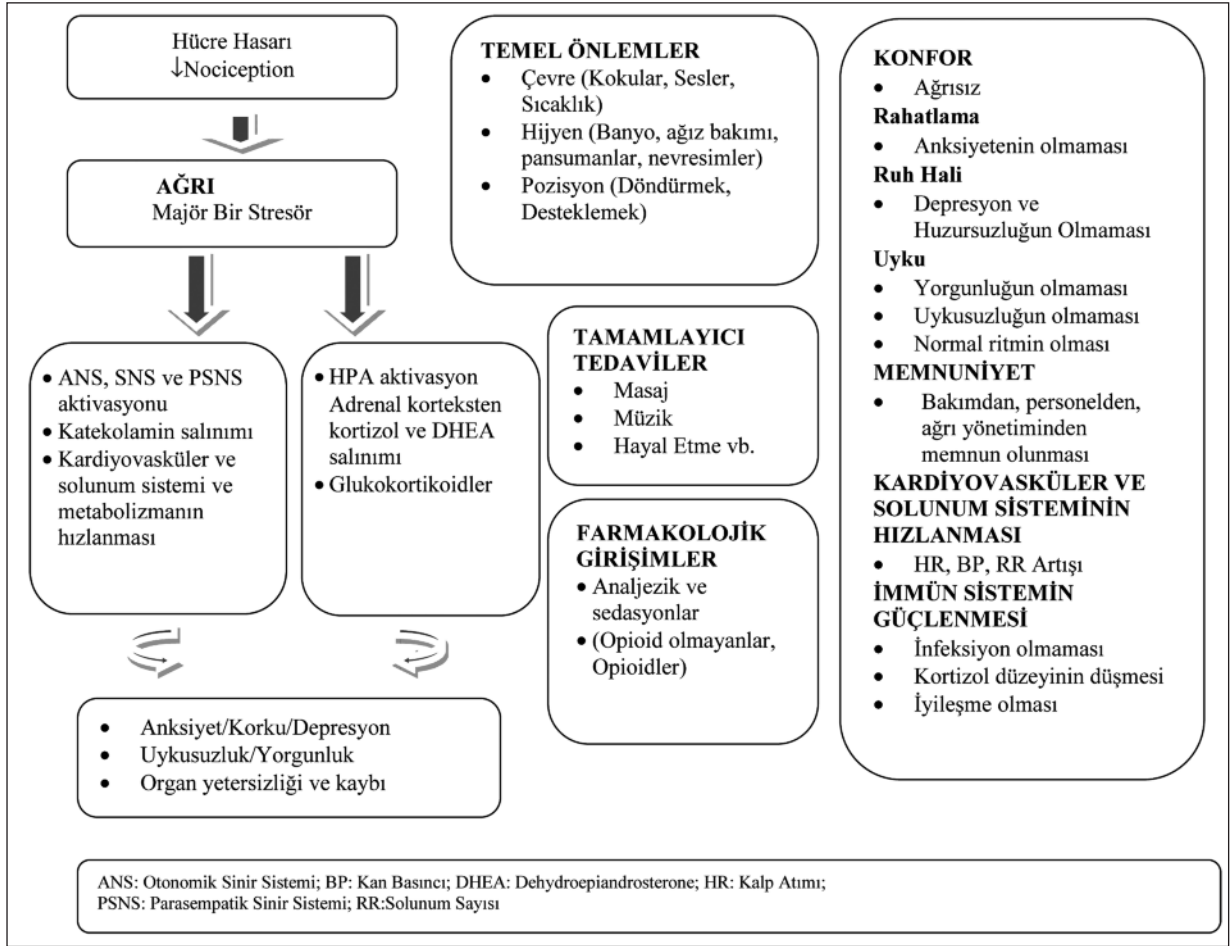 Hücre Hasarı
↓Nociception
AĞRI
Majör Bir Stresör
• ANS, SNS ve PSNS
aktivasyonu
• Katekolamin salınımı
• Kardiyovasküler ve
solunum sistemi ve
metabolizmanın
hızlanması
• HPA aktivasyon
Adrenal korteksten
kortizol ve DHEA
salınımı
• Glukokortikoidler
• Anksiyet/Korku/Depresyon
• Uykusuzluk/Yorgunluk
• Organ yetersizliği ve kaybı
TEMEL ÖNLEMLER
• Çevre (Kokular, Sesler,
Sıcaklık)
• Hijyen (Banyo, ağız bakımı,
pansumanlar, nevresimler)
• Pozisyon (Döndürmek,
Desteklemek)
TAMAMLAYICI
TEDAVİLER
• Masaj
• Müzik
• Hayal Etme vb.
FARMAKOLOJİK
GİRİŞİMLER
• Analjezik ve
sedasyonlar
• (Opioid olmayanlar,
Opioidler)
KONFOR
• Ağrısız
Rahatlama
• Anksiyetenin olmaması
Ruh Hali
• Depresyon ve
Huzursuzluğun Olmaması
Uyku
• Yorgunluğun olmaması
• Uykusuzluğun olmaması
• Normal ritmin olması
MEMNUNİYET
• Bakımdan, personelden,
ağrı yönetiminden
memnun olunması
KARDİYOVASKÜLER VE
SOLUNUM SİSTEMİNİN
HIZLANMASI
• HR, BP, RR Artışı
İMMÜN SİSTEMİN
GÜÇLENMESİ
• İnfeksiyon olmaması
• Kortizol düzeyinin düşmesi
• İyileşme olması
ANS: Otonomik Sinir Sistemi; BP: Kan Basıncı; DHEA: Dehydroepiandrosterone; HR: Kalp Atımı;
PSNS: Parasempatik Sinir Sistemi; RR:Solunum Sayısı